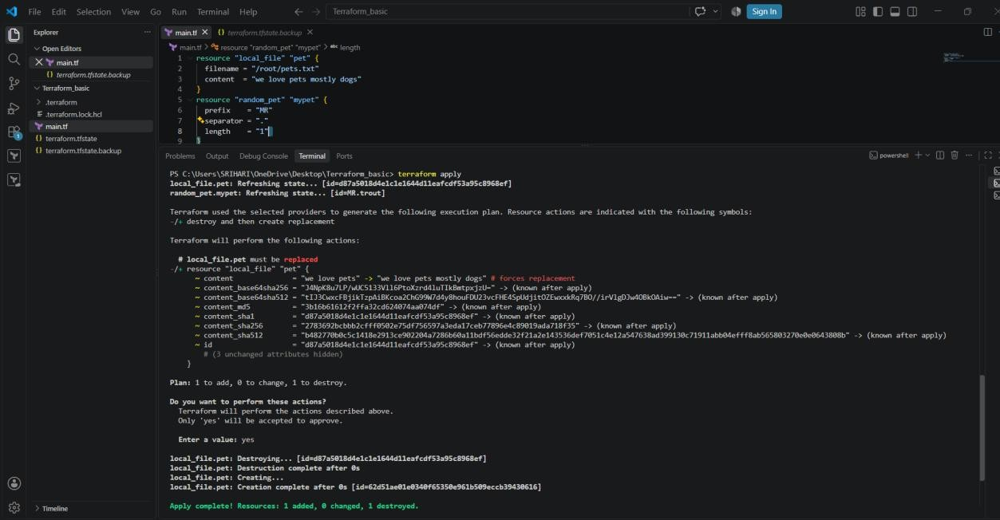 File Edit Selection View Go Run Terminal Help
Terraform_basic
Sign In
Explorer
Open Editors
main.tf
terraform.tfstate.backup
Terraform_basic
.terraform
.terraform.lock.hcl
main.tf
terraform.tfstate
terraform.tfstate.backup
1
Timeline
main.tf
terraform.tfstate.backup
main.tf > resource "random_pet" "mypet" > abc length
1 resource "local_file" "pet" {
2 filename = "/root/pets.txt"
3 content = "we love pets mostly dogs"
4 }
5 resource "random_pet" "mypet" {
6 prefix = "MR"
7 separator = "."
8 length = "1"
9 }
Problems Output Debug Console Terminal Ports
powershell
PS C:\Users\SRIHARI\OneDrive\Desktop\Terraform_basic> terraform apply
local_file.pet: Refreshing state... [id=d87a5018d4e1c1e1644d11eafcdf53a95c8968ef]
random_pet.mypet: Refreshing state... [id=MR.trout]
Terraform used the selected providers to generate the following execution plan. Resource actions are indicated with the following symbols:
-/+ destroy and then create replacement
Terraform will perform the following actions:
# local_file.pet must be replaced
-/+ resource "local_file" "pet" {
~ content = "we love pets" -> "we love pets mostly dogs" # forces replacement
~ content_base64sha256 = "J4NpK8u7LP/wUC5133Vll6PtoXzrd4luTIkBmtpxjzU=" -> (known after apply)
~ content_base64sha512 = "tIJ3CwxcFBjikTzpAiBKcoa2ChG99W7d4y8houFDU23vcFHE4SpUdjitOZEwxxkRq7BO//irVlgDJw4OBkOAiw==" -> (known after apply)
~ content_md5 = "3b16b61612f2ffa32cd624074aa074df" -> (known after apply)
~ content_sha1 = "d87a5018d4e1c1e1644d11eafcdf53a95c8968ef" -> (known after apply)
~ content_sha256 = "2783692bcbbb2cfff0502e75df756597a3eda17ceb77896e4c89019ada718f35" -> (known after apply)
~ content_sha512 = "b482770b0c5c1418e2913ce902204a7286b60a11bdf56edde32f21a2e143536def7051c4e12a547638ad399130c71911abb04efff8ab565803270e0e0643808b" -> (known after apply)
~ id = "d87a5018d4e1c1e1644d11eafcdf53a95c8968ef" -> (known after apply)
# (3 unchanged attributes hidden)
}
Plan: 1 to add, 0 to change, 1 to destroy.
Do you want to perform these actions?
Terraform will perform the actions described above.
Only 'yes' will be accepted to approve.
Enter a value: yes
local_file.pet: Destroying... [id=d87a5018d4e1c1e1644d11eafcdf53a95c8968ef]
local_file.pet: Destruction complete after 0s
local_file.pet: Creating...
local_file.pet: Creation complete after 0s [id=62d51ae01e0340f65350e961b509eccb39430616]
Apply complete! Resources: 1 added, 0 changed, 1 destroyed.